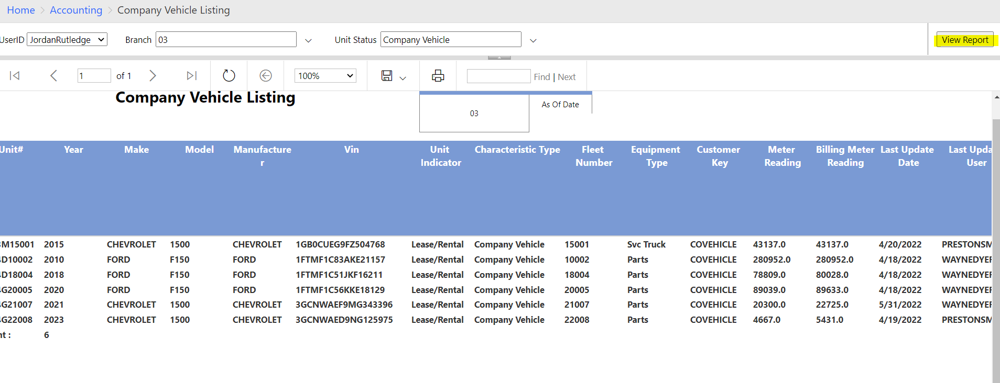 Home > Accounting > Company Vehicle Listing
UserID JordanRutledge Branch 03 Unit Status Company Vehicle View Report
1 of 1 100% Find | Next
Company Vehicle Listing
03 As Of Date
Unit# Year Make Model Manufacture Vin Unit Characteristic Type Fleet Equipment Customer Meter Billing Meter Last Update Last Upda
r Indicator Number Type Key Reading Reading Date User
M15001 2015 CHEVROLET 1500 CHEVROLET 1GB0CUEG9FZ504768 Lease/Rental Company Vehicle 15001 Svc Truck COVEHICLE 43137.0 43137.0 4/20/2022 PRESTONSM
D10002 2010 FORD F150 FORD 1FTMF1C83AKE21157 Lease/Rental Company Vehicle 10002 Parts COVEHICLE 280952.0 280952.0 4/18/2022 WAYNEDYER
D18004 2018 FORD F150 FORD 1FTMF1C51JKF16211 Lease/Rental Company Vehicle 18004 Parts COVEHICLE 78809.0 80028.0 4/18/2022 WAYNEDYER
G20005 2020 FORD F150 FORD 1FTMF1C56KKE18129 Lease/Rental Company Vehicle 20005 Parts COVEHICLE 89039.0 89633.0 4/18/2022 WAYNEDYER
G21007 2021 CHEVROLET 1500 CHEVROLET 3GCNWAEF9MG343396 Lease/Rental Company Vehicle 21007 Parts COVEHICLE 20300.0 22725.0 5/31/2022 WAYNEDYER
G22008 2023 CHEVROLET 1500 CHEVROLET 3GCNWAED9NG125975 Lease/Rental Company Vehicle 22008 Parts COVEHICLE 4667.0 5431.0 4/19/2022 PRESTONSM
nt : 6